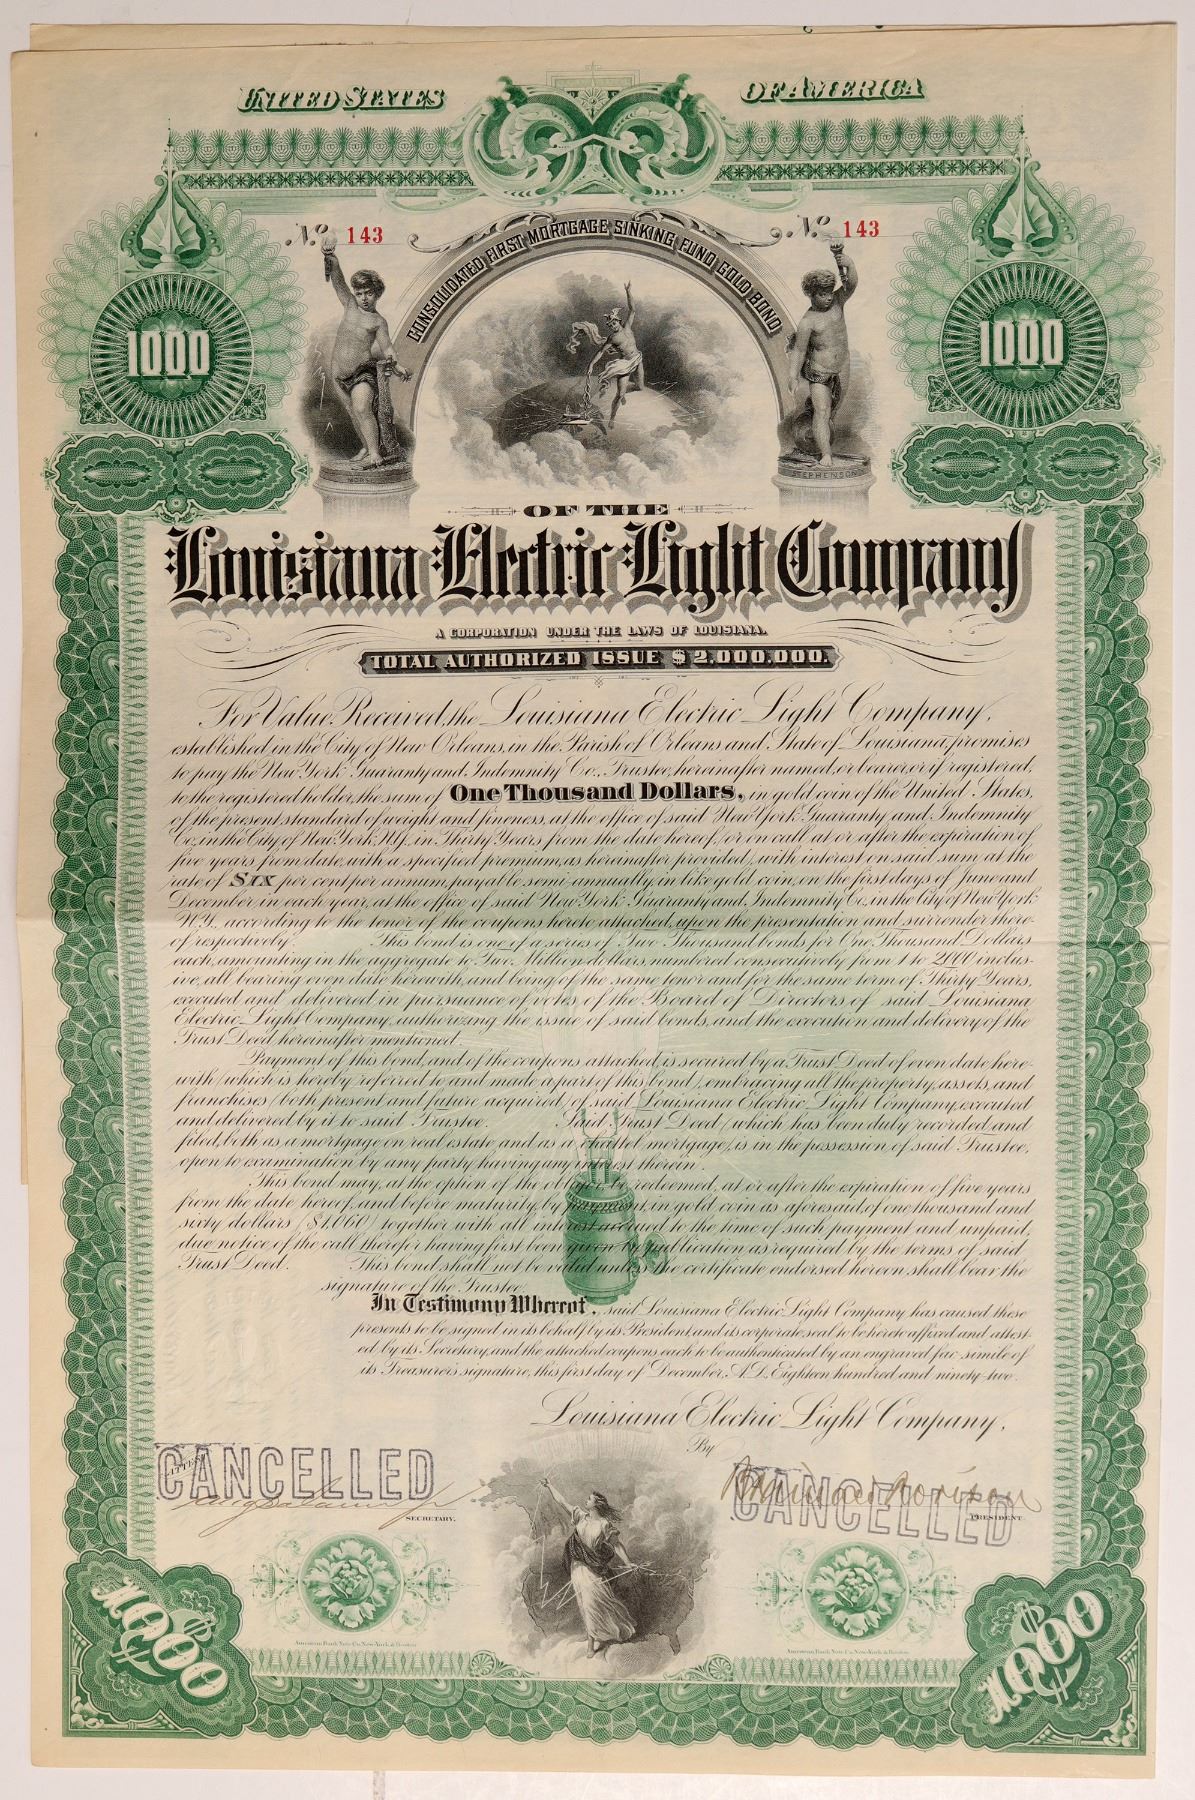 UNITED STATES OF AMERICA
No 143 No 143
CONSOLIDATED FIRST MORTGAGE SINKING FUND GOLD BOND
1000 1000
MORSE STEPHENSON
OF THE
Louisiana Electric Light Company
A CORPORATION UNDER THE LAWS OF LOUISIANA.
TOTAL AUTHORIZED ISSUE $2,000,000.
For Value Received, the Louisiana Electric Light Company,
established in the City of New Orleans, in the Parish of Orleans and State of Louisiana, promises
to pay the New York Guaranty and Indemnity Co., Trustee, hereinafter named, or bearer, or if registered,
to the registered holder, the sum of One Thousand Dollars, in gold coin of the United States,
of the present standard of weight and fineness, at the office of said New York Guaranty and Indemnity
Co., in the City of New York, N.Y., in Thirty Years from the date hereof, or on call at or after the expiration of
five years from date, with a specified premium, as hereinafter provided, with interest on said sum at the
rate of SIX per cent per annum, payable semi-annually, in like gold coin, on the first days of June and
December in each year, at the office of said New York Guaranty and Indemnity Co., in the City of New York
N.Y., according to the tenor of the coupons hereto attached, upon the presentation and surrender there-
of respectively. This bond is one of a series of Two Thousand bonds for One Thousand Dollars
each, amounting in the aggregate to Two Million dollars numbered consecutively from 1 to 2000 inclus-
ive, all bearing even date herewith, and being of the same tenor and for the same term of Thirty Years,
executed and delivered in pursuance of votes of the Board of Directors of said Louisiana
Electric Light Company, authorizing the issue of said bonds, and the execution and delivery of the
Trust Deed hereinafter mentioned.
Payment of this bond, and of the coupons attached, is secured by a Trust Deed of even date here-
with (which is hereby referred to and made a part of this bond), embracing all the property, assets, and
franchises (both present and future acquired) of said Louisiana Electric Light Company, executed
and delivered by it to said Trustee. Said Trust Deed (which has been duly recorded and
filed, both as a mortgage on real estate and as a chattel mortgage), is in the possession of said Trustee,
open to examination by any party having any interest therein.
This bond may, at the option of the obligor, be redeemed, at or after the expiration of five years
from the date hereof, and before maturity, by payment, in gold coin as aforesaid, of one thousand and
sixty dollars ($1,060) together with all interest accrued to the time of such payment and unpaid,
due notice of the call therefor having first been given by publication as required by the terms of said
Trust Deed. This bond shall not be valid unless the certificate endorsed hereon shall bear the
signature of the Trustee.
In Testimony Whereof, said Louisiana Electric Light Company has caused these
presents to be signed in its behalf by its President, and its corporate seal to be hereto affixed and attest-
ed by its Secretary, and the attached coupons each to be authenticated by an engraved fac-simile of
its Treasurer's signature, this first day of December, A.D. Eighteen hundred and ninety-two.
Louisiana Electric Light Company,
By
ATTEST
CANCELLED CANCELLED
SECRETARY. PRESIDENT
American Bank Note Co. New York & Boston American Bank Note Co. New York & Boston
$1000 $1000